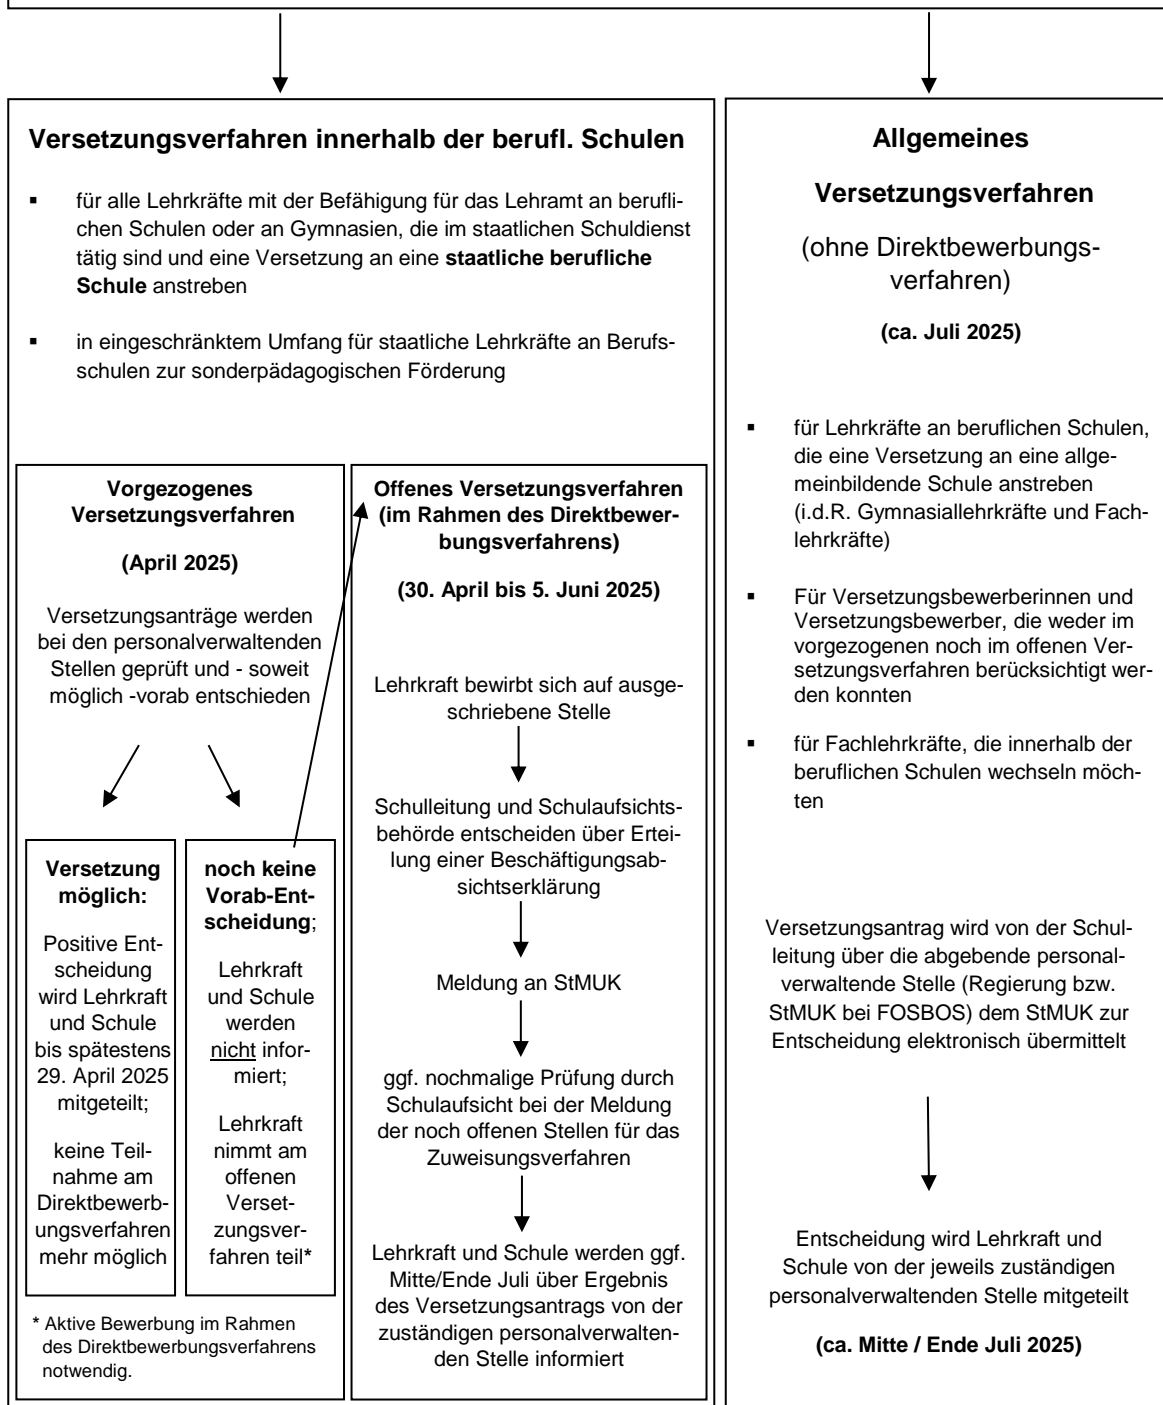 Versetzungsverfahren innerhalb der berufl. Schulen
▪ für alle Lehrkräfte mit der Befähigung für das Lehramt an berufli-
chen Schulen oder an Gymnasien, die im staatlichen Schuldienst
tätig sind und eine Versetzung an eine staatliche berufliche
Schule anstreben
▪ in eingeschränktem Umfang für staatliche Lehrkräfte an Berufs-
schulen zur sonderpädagogischen Förderung
Vorgezogenes
Versetzungsverfahren
(April 2025)
Versetzungsanträge werden
bei den personalverwaltenden
Stellen geprüft und - soweit
möglich -vorab entschieden
Versetzung
möglich:
Positive Ent-
scheidung
wird Lehrkraft
und Schule
bis spätestens
29. April 2025
mitgeteilt;
keine Teil-
nahme am
Direktbewerb-
ungsverfahren
mehr möglich
noch keine
Vorab-Ent-
scheidung;
Lehrkraft
und Schule
werden
nicht infor-
miert;
Lehrkraft
nimmt am
offenen
Verset-
zungsver-
fahren teil*
* Aktive Bewerbung im Rahmen
des Direktbewerbungsverfahrens
notwendig.
Offenes Versetzungsverfahren
(im Rahmen des Direktbewer-
bungsverfahrens)
(30. April bis 5. Juni 2025)
Lehrkraft bewirbt sich auf ausge-
schriebene Stelle
Schulleitung und Schulaufsichts-
behörde entscheiden über Ertei-
lung einer Beschäftigungsab-
sichtserklärung
Meldung an StMUK
ggf. nochmalige Prüfung durch
Schulaufsicht bei der Meldung
der noch offenen Stellen für das
Zuweisungsverfahren
Lehrkraft und Schule werden ggf.
Mitte/Ende Juli über Ergebnis
des Versetzungsantrags von der
zuständigen personalverwalten-
den Stelle informiert
Allgemeines
Versetzungsverfahren
(ohne Direktbewerbungs-
verfahren)
(ca. Juli 2025)
▪ für Lehrkräfte an beruflichen Schulen,
die eine Versetzung an eine allge-
meinbildende Schule anstreben
(i.d.R. Gymnasiallehrkräfte und Fach-
lehrkräfte)
▪ Für Versetzungsbewerberinnen und
Versetzungsbewerber, die weder im
vorgezogenen noch im offenen Ver-
setzungsverfahren berücksichtigt wer-
den konnten
▪ für Fachlehrkräfte, die innerhalb der
beruflichen Schulen wechseln möch-
ten
Versetzungsantrag wird von der Schul-
leitung über die abgebende personal-
verwaltende Stelle (Regierung bzw.
StMUK bei FOSBOS) dem StMUK zur
Entscheidung elektronisch übermittelt
Entscheidung wird Lehrkraft und
Schule von der jeweils zuständigen
personalverwaltenden Stelle mitgeteilt
(ca. Mitte / Ende Juli 2025)